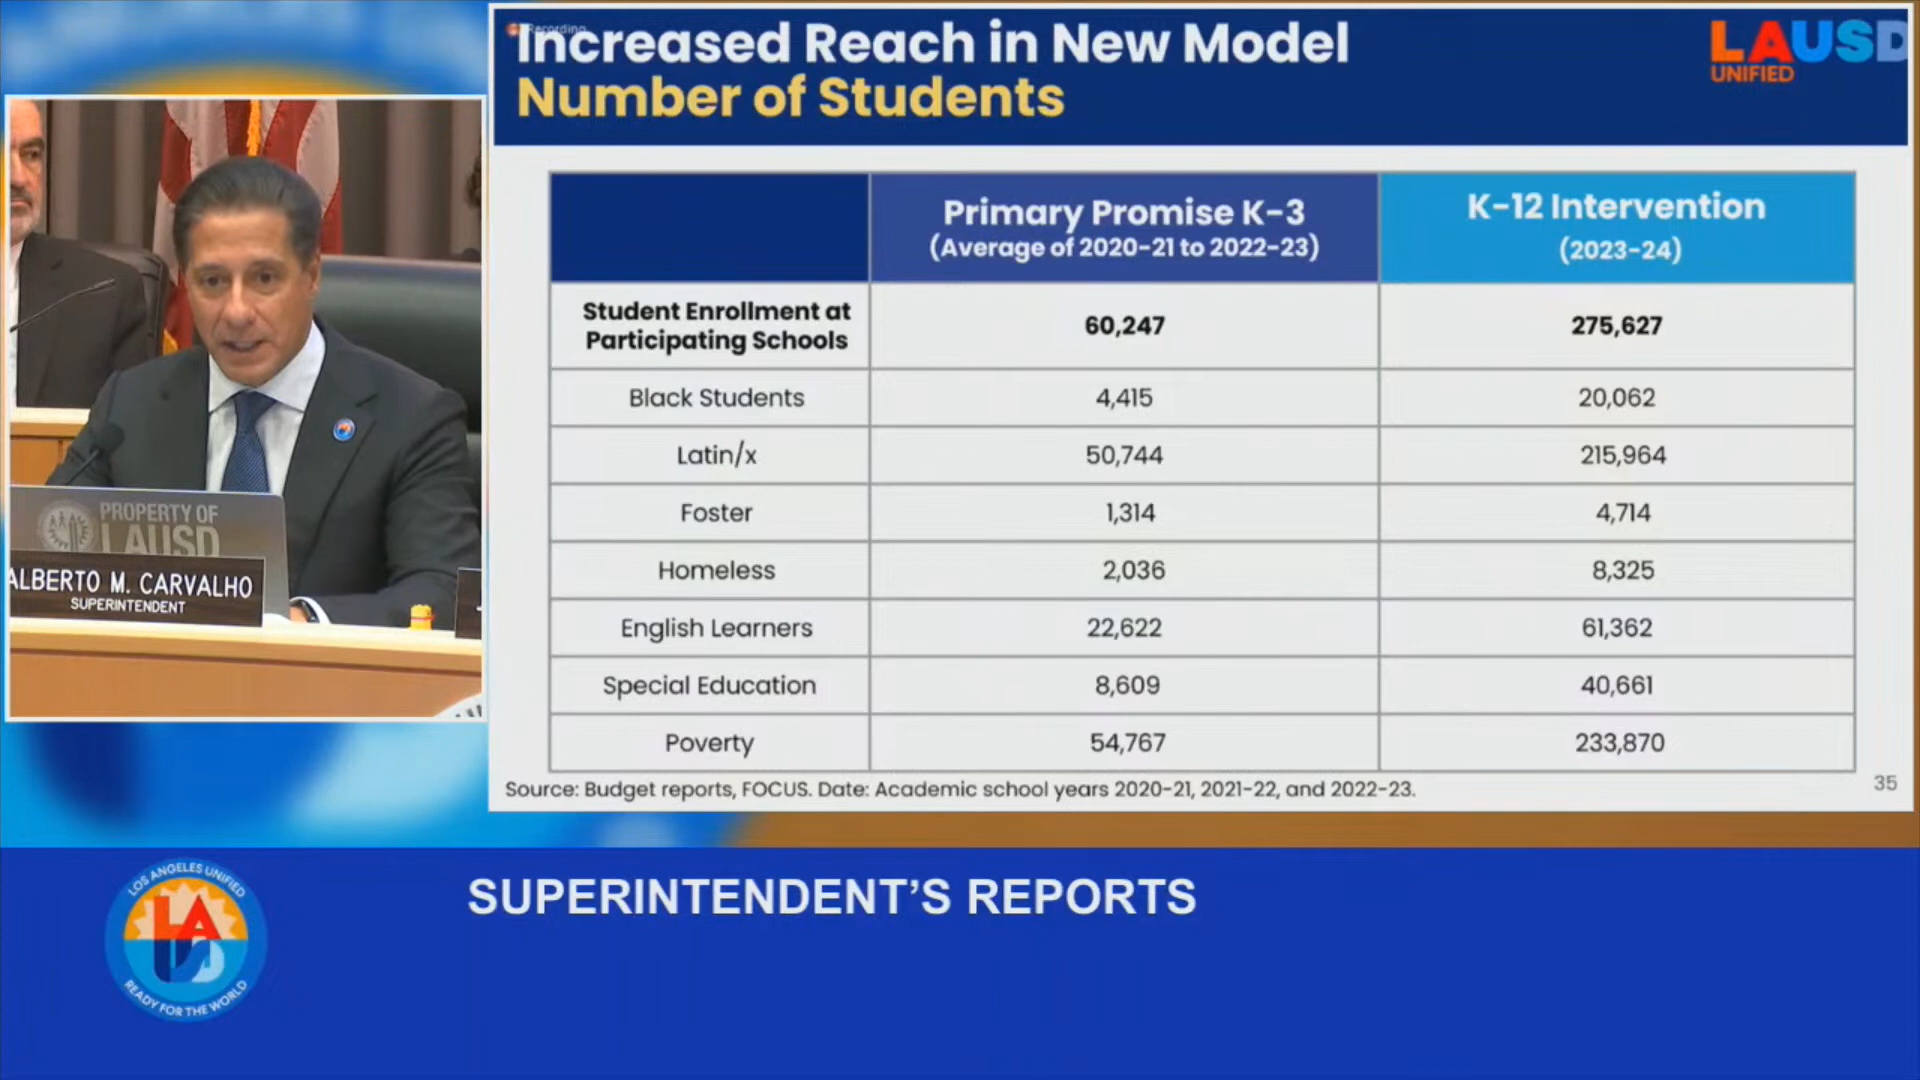 Recording
Increased Reach in New Model
Number of Students
LAUSD
UNIFIED
Primary Promise K-3
(Average of 2020-21 to 2022-23)
K-12 Intervention
(2023-24)
Student Enrollment at
Participating Schools
60,247
275,627
Black Students
4,415
20,062
Latin/x
50,744
215,964
Foster
1,314
4,714
Homeless
2,036
8,325
English Learners
22,622
61,362
Special Education
8,609
40,661
Poverty
54,767
233,870
Source: Budget reports, FOCUS. Date: Academic school years 2020-21, 2021-22, and 2022-23.
35
PROPERTY OF
LAUSD
ALBERTO M. CARVALHO
SUPERINTENDENT
SUPERINTENDENT'S REPORTS
LOS ANGELES UNIFIED
LAUSD
READY FOR THE WORLD